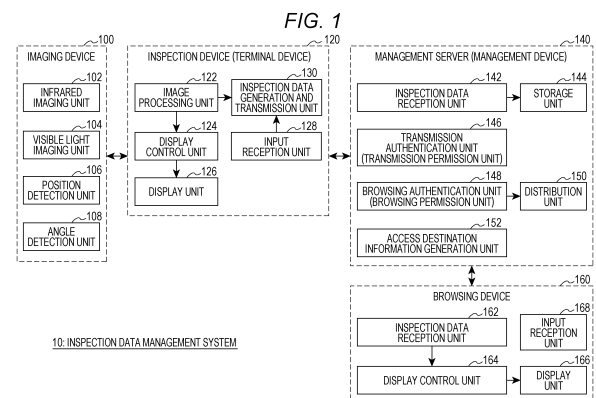 FIG. 1
100
IMAGING DEVICE
102
INFRARED
IMAGING UNIT
104
VISIBLE LIGHT
IMAGING UNIT
106
POSITION
DETECTION UNIT
108
ANGLE
DETECTION UNIT
120
INSPECTION DEVICE (TERMINAL DEVICE)
122
IMAGE
PROCESSING UNIT
130
INSPECTION DATA
GENERATION AND
TRANSMISSION UNIT
124
DISPLAY
CONTROL UNIT
128
INPUT
RECEPTION UNIT
126
DISPLAY UNIT
140
MANAGEMENT SERVER (MANAGEMENT DEVICE)
142
INSPECTION DATA
RECEPTION UNIT
144
STORAGE
UNIT
146
TRANSMISSION
AUTHENTICATION UNIT
(TRANSMISSION PERMISSION UNIT)
148
BROWSING AUTHENTICATION UNIT
(BROWSING PERMISSION UNIT)
150
DISTRIBUTION
UNIT
152
ACCESS DESTINATION
INFORMATION GENERATION UNIT
160
BROWSING DEVICE
162
INSPECTION DATA
RECEPTION UNIT
168
INPUT
RECEPTION
UNIT
164
DISPLAY CONTROL UNIT
166
DISPLAY
UNIT
10: INSPECTION DATA MANAGEMENT SYSTEM